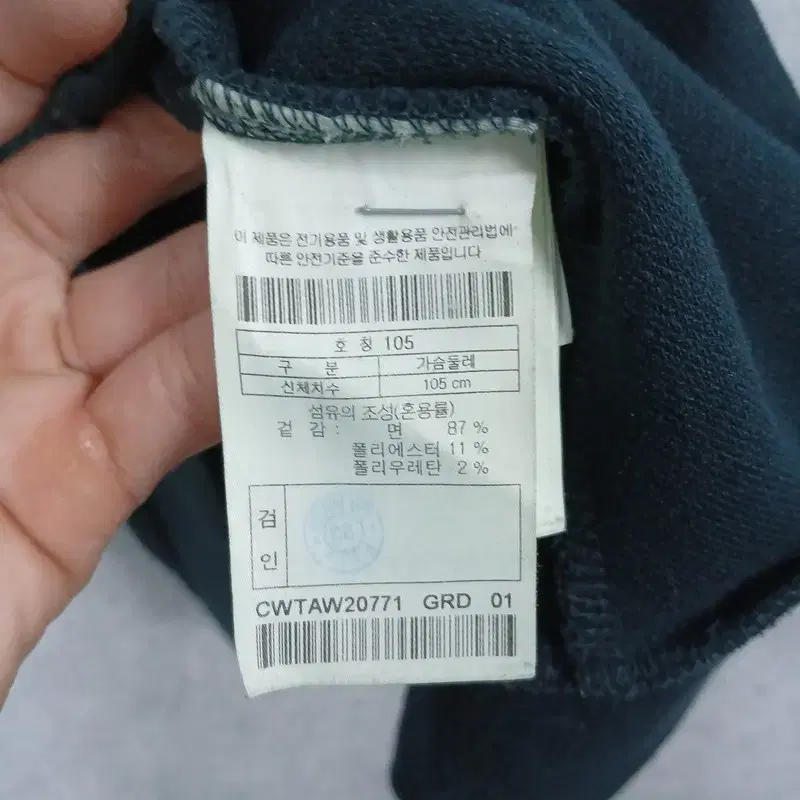 이 제품은 전기용품 및 생활용품 안전관리법에
따른 안전기준을 준수한 제품입니다
호 칭 105
구 분 가슴둘레
신체치수 105 cm
섬유의 조성(혼용률)
겉 감 : 면 87 %
폴리에스터 11 %
폴리우레탄 2 %
검
인
CWTAW20771 GRD 01